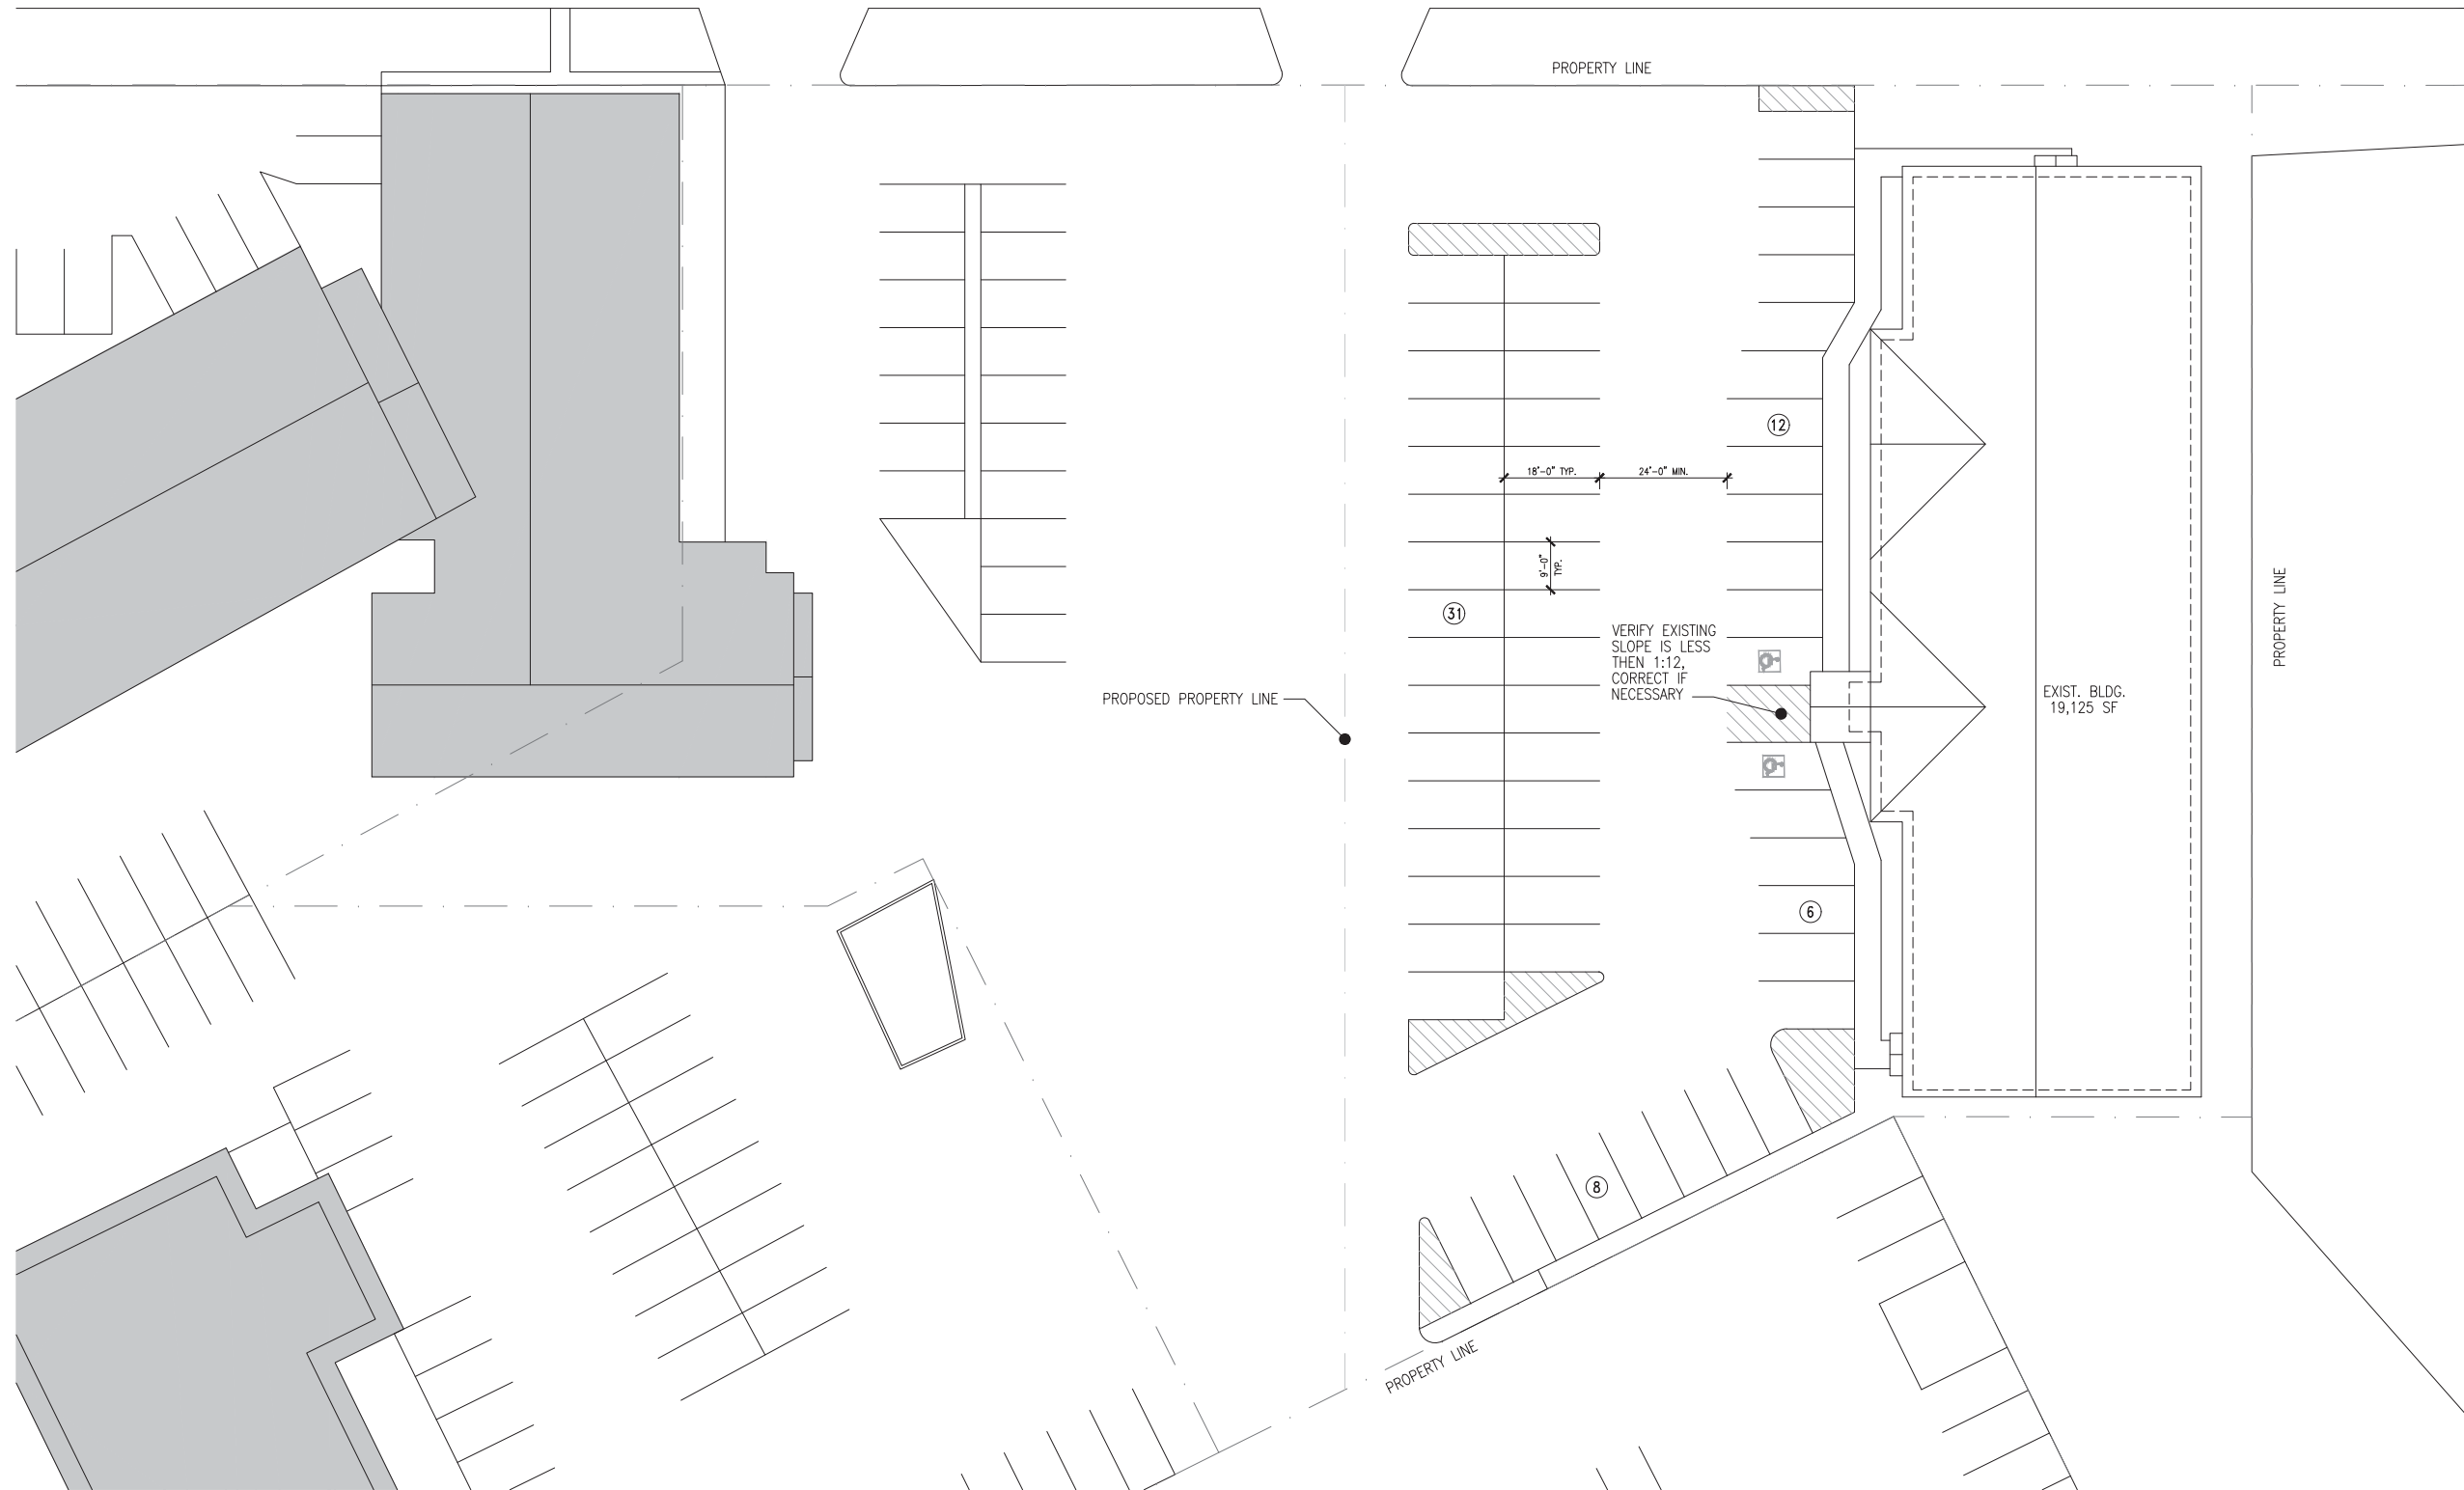 PROPERTY LINE
12
18'-0" TYP.
24'-0" MIN.
9'-0"
TYP.
31
VERIFY EXISTING
SLOPE IS LESS
THEN 1:12,
CORRECT IF
NECESSARY
PROPERTY LINE
PROPOSED PROPERTY LINE
EXIST. BLDG.
19,125 SF
6
8
PROPERTY LINE